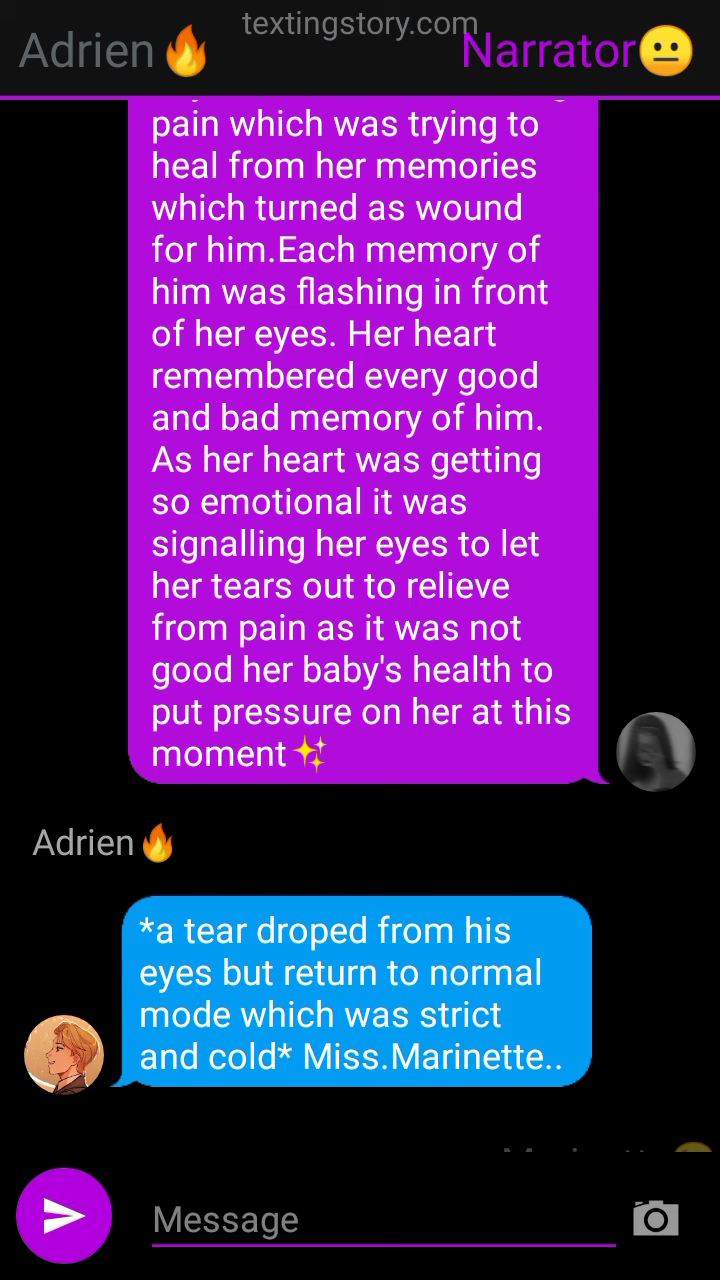 textingstory.com
Adrien🔥 Narrator😐
pain which was trying to
heal from her memories
which turned as wound
for him.Each memory of
him was flashing in front
of her eyes. Her heart
remembered every good
and bad memory of him.
As her heart was getting
so emotional it was
signalling her eyes to let
her tears out to relieve
from pain as it was not
good her baby's health to
put pressure on her at this
moment✨
Adrien🔥
*a tear droped from his
eyes but return to normal
mode which was strict
and cold* Miss.Marinette..
Message